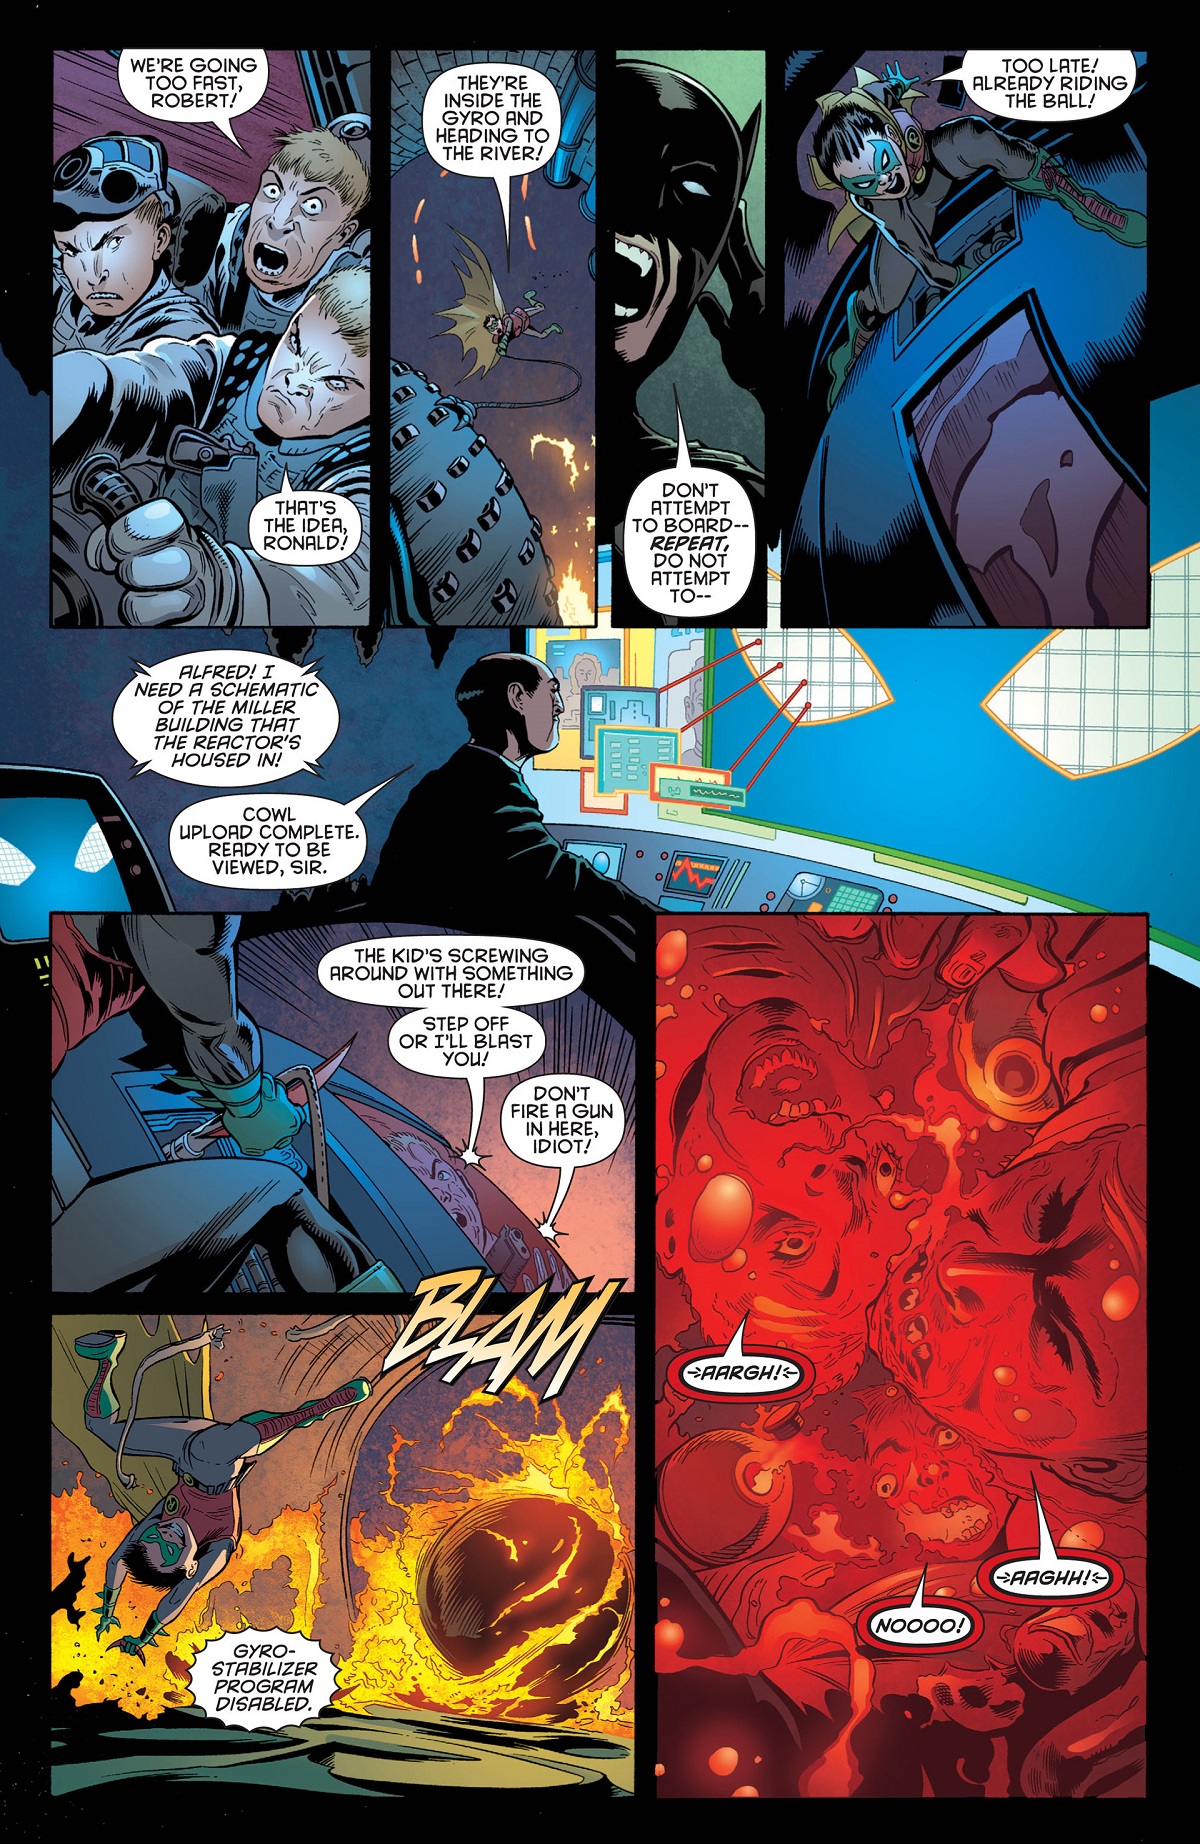 WE'RE GOING
TOO FAST,
ROBERT!
THAT'S
THE IDEA,
RONALD!
THEY'RE
INSIDE THE
GYRO AND
HEADING TO
THE RIVER!
DON'T
ATTEMPT
TO BOARD--
REPEAT,
DO NOT
ATTEMPT
TO--
TOO LATE!
ALREADY RIDING
THE BALL!
ALFRED! I
NEED A SCHEMATIC
OF THE MILLER
BUILDING THAT
THE REACTOR'S
HOUSED IN!
COWL
UPLOAD COMPLETE.
READY TO BE
VIEWED, SIR.
THE KID'S SCREWING
AROUND WITH SOMETHING
OUT THERE!
STEP OFF
OR I'LL BLAST
YOU!
DON'T
FIRE A GUN
IN HERE,
IDIOT!
BLAM
GYRO-
STABILIZER
PROGRAM
DISABLED.
AARGH!
AAGHH!
NOOOO!